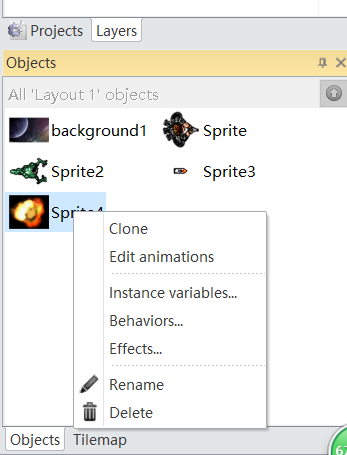 Projects Layers
Objects
All 'Layout 1' objects
background1 Sprite
Sprite2 Sprite3
Sprite4
Clone
Edit animations
Instance variables...
Behaviors...
Effects...
Rename
Delete
Objects Tilemap